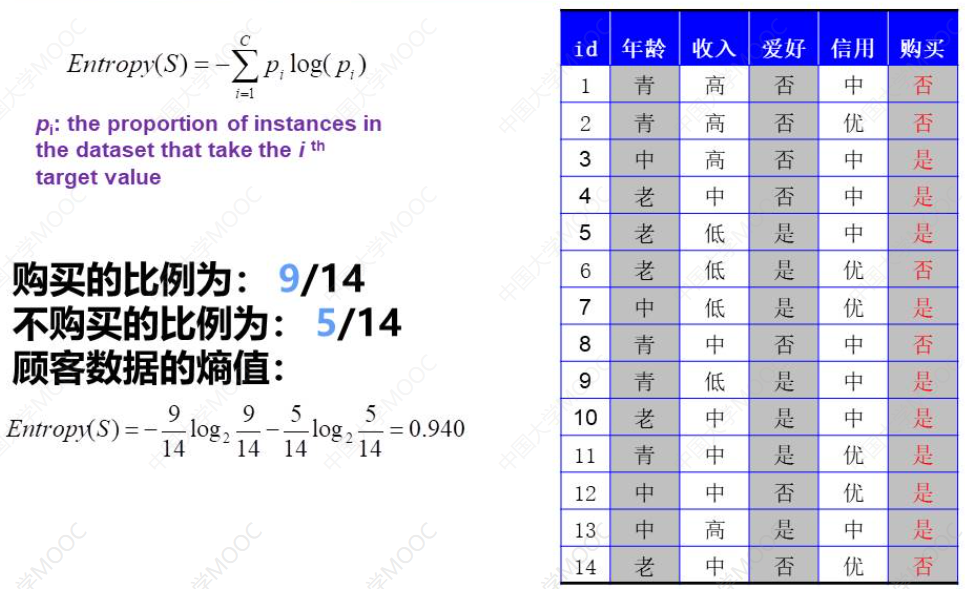 Entropy(S) = -∑_{i=1}^{C} p_i log( p_i )
p_i: the proportion of instances in
the dataset that take the i th
target value
购买的比例为： 9/14
不购买的比例为： 5/14
顾客数据的熵值：
Entropy(S) = - 9/14 log_2 9/14 - 5/14 log_2 5/14 = 0.940
id 年龄 收入 爱好 信用 购买
1 青 高 否 中 否
2 青 高 否 优 否
3 中 高 否 中 是
4 老 中 否 中 是
5 老 低 是 中 是
6 老 低 是 优 否
7 中 低 是 优 是
8 青 中 否 中 否
9 青 低 是 中 是
10 老 中 是 中 是
11 青 中 是 优 是
12 中 中 否 优 是
13 中 高 是 中 是
14 老 中 否 优 否
中国大学MOOC